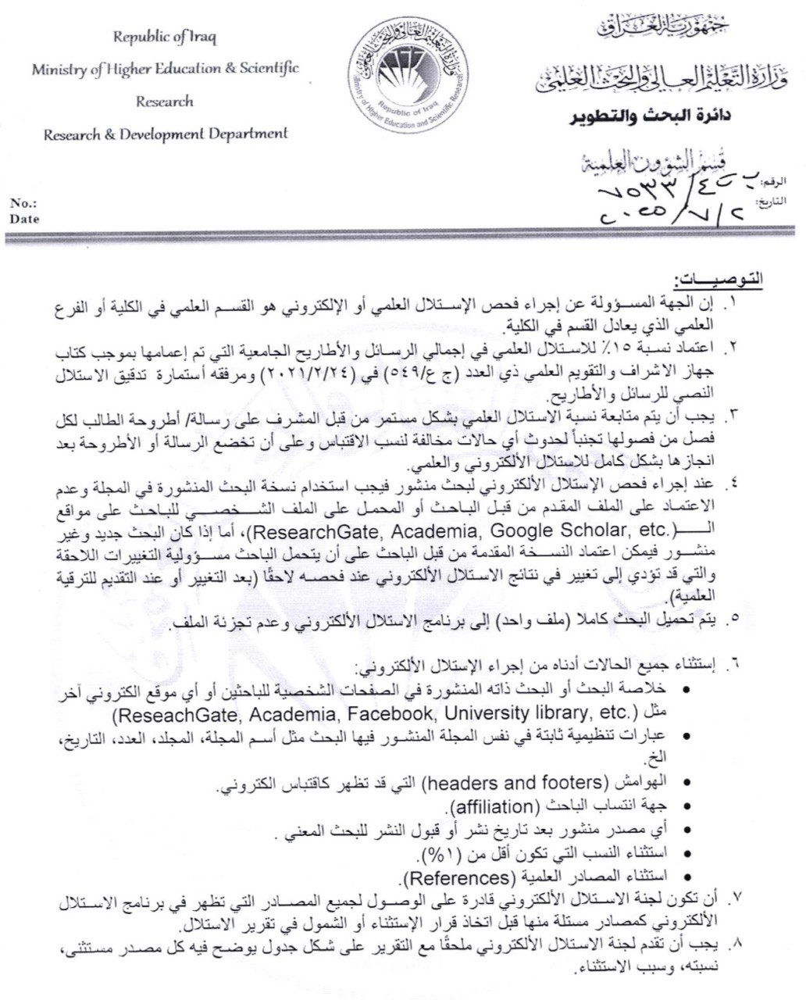 Republic of Iraq
Ministry of Higher Education & Scientific
Research
Research & Development Department
وزارة التعليم العالي والبحث العلمي
Ministry of Higher Education and Scientific Research
Republic of Iraq
جمهورية العراق
وزارة التعليم العالي والبحث العلمي
دائرة البحث والتطوير
قسم الشؤون العلمية
الرقم: ب ت ٤/ ٧٥٣٣
التاريخ: ٢ /٧/ ٢٠٢٥
No.:
Date
التوصيـــات:
١. إن الجهة المسؤولة عن إجراء فحص الإستلال العلمي أو الإلكتروني هو القسم العلمي في الكلية أو الفرع
العلمي الذي يعادل القسم في الكلية.
٢. اعتماد نسبة ١٥٪ للاستلال العلمي في إجمالي الرسائل والأطاريح الجامعية التي تم إعمامها بموجب كتاب
جهاز الاشراف والتقويم العلمي ذي العدد (ج ع/٥٤٩) في (٢٠٢١/٢/٢٤) ومرفقه أستمارة تدقيق الاستلال
النصي للرسائل والأطاريح.
٣. يجب أن يتم متابعة نسبة الاستلال العلمي بشكل مستمر من قبل المشرف على رسالة/ أطروحة الطالب لكل
فصل من فصولها تجنباً لحدوث أي حالات مخالفة لنسب الاقتباس وعلى أن تخضع الرسالة أو الأطروحة بعد
انجازها بشكل كامل للاستلال الألكتروني والعلمي.
٤. عند إجراء فحص الإستلال الألكتروني لبحث منشور فيجب استخدام نسخة البحث المنشورة في المجلة وعدم
الاعتماد على الملف المقدم من قبل الباحث أو المحمل على الملف الشـــخصـــي للباحث على مواقع
الـــــ(ResearchGate, Academia, Google Scholar, etc.)، أما إذا كان البحث جديد وغير
منشور فيمكن اعتماد النسخة المقدمة من قبل الباحث على أن يتحمل الباحث مسؤولية التغييرات اللاحقة
والتي قد تؤدي إلى تغيير في نتائج الاستلال الألكتروني عند فحصه لاحقًا (بعد التغيير أو عند التقديم للترقية
العلمية).
٥. يتم تحميل البحث كاملا (ملف واحد) إلى برنامج الاستلال الألكتروني وعدم تجزئة الملف.
٦. إستثناء جميع الحالات أدناه من إجراء الإستلال الألكتروني:
• خلاصة البحث أو البحث ذاته المنشورة في الصفحات الشخصية للباحثين أو أي موقع الكتروني آخر
مثل (ReseachGate, Academia, Facebook, University library, etc.)
• عبارات تنظيمية ثابتة في نفس المجلة المنشور فيها البحث مثل أسم المجلة، المجلد، العدد، التاريخ،
الخ.
• الهوامش (headers and footers) التي قد تظهر كاقتباس الكتروني.
• جهة انتساب الباحث (affiliation).
• أي مصدر منشور بعد تاريخ نشر أو قبول النشر للبحث المعني .
• استثناء النسب التي تكون أقل من (١%).
• استثناء المصادر العلمية (References).
٧. أن تكون لجنة الاستلال الألكتروني قادرة على الوصول لجميع المصادر التي تظهر في برنامج الاستلال
الألكتروني كمصادر مستلة منها قبل اتخاذ قرار الإستثناء أو الشمول في تقرير الاستلال.
٨. يجب أن تقدم لجنة الاستلال الألكتروني ملحقًا مع التقرير على شكل جدول يوضح فيه كل مصدر مستثنى،
نسبته، وسبب الاستثناء.